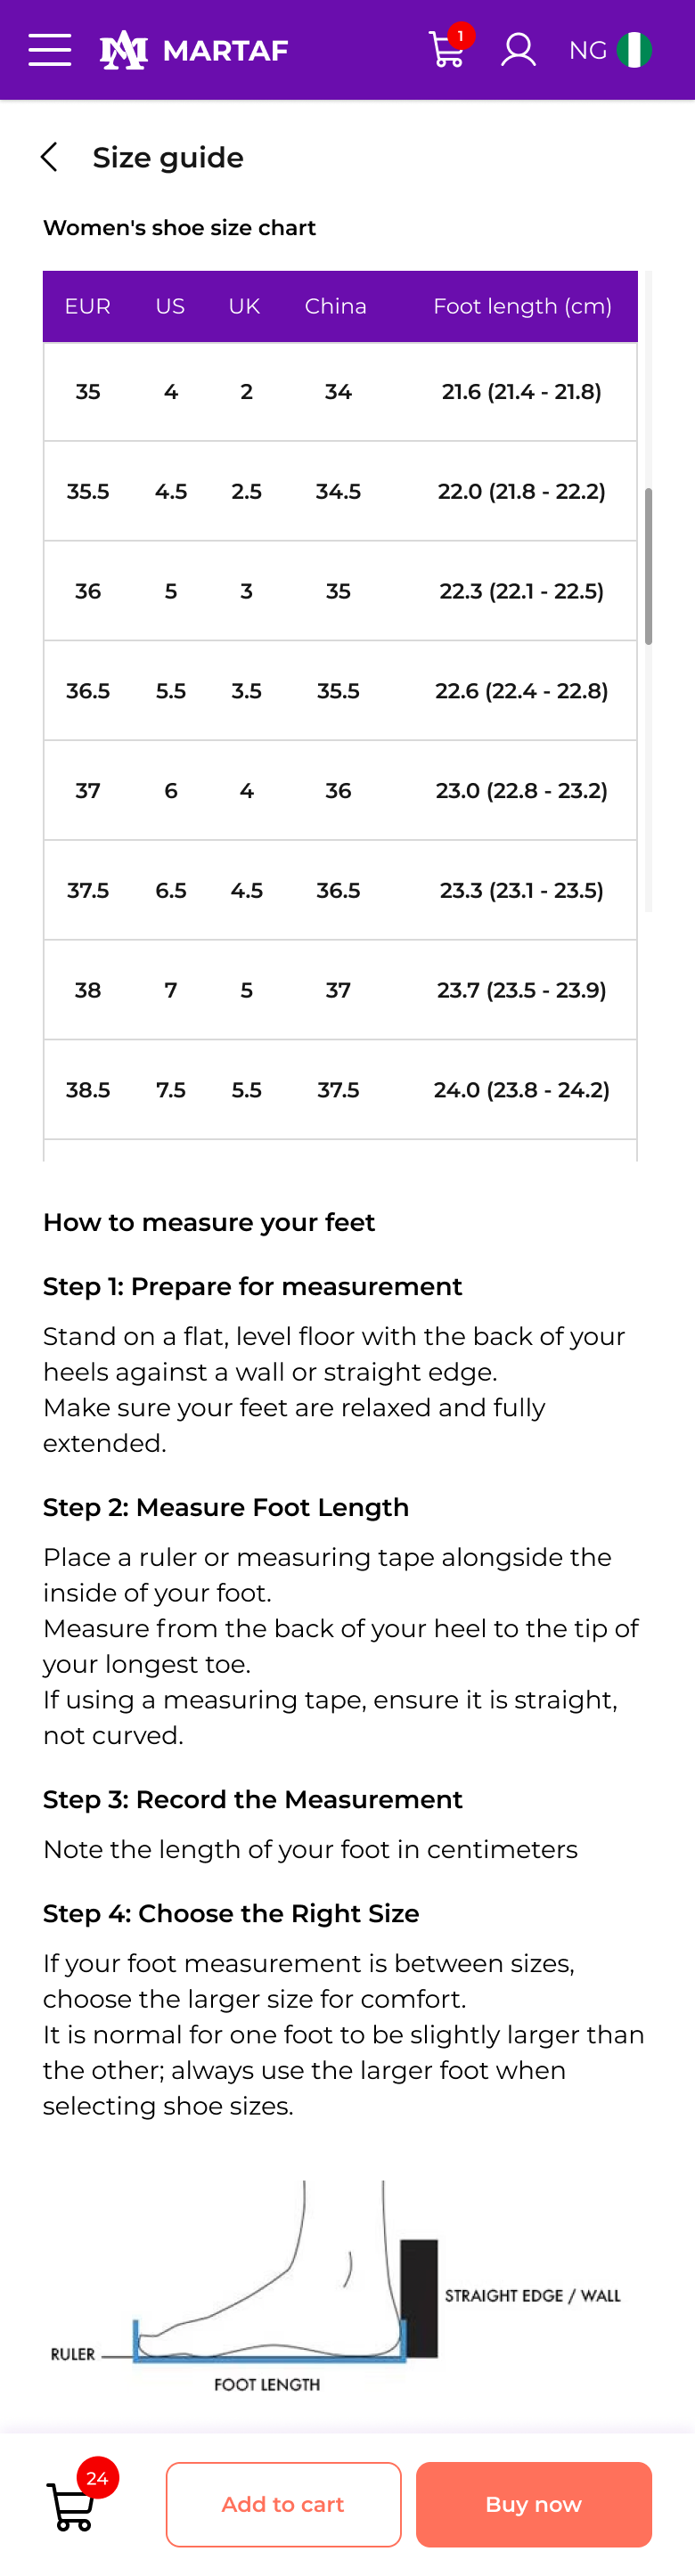 MARTAF
1
NG
Size guide
Women's shoe size chart
EUR US UK China Foot length (cm)
35 4 2 34 21.6 (21.4 - 21.8)
35.5 4.5 2.5 34.5 22.0 (21.8 - 22.2)
36 5 3 35 22.3 (22.1 - 22.5)
36.5 5.5 3.5 35.5 22.6 (22.4 - 22.8)
37 6 4 36 23.0 (22.8 - 23.2)
37.5 6.5 4.5 36.5 23.3 (23.1 - 23.5)
38 7 5 37 23.7 (23.5 - 23.9)
38.5 7.5 5.5 37.5 24.0 (23.8 - 24.2)
How to measure your feet
Step 1: Prepare for measurement
Stand on a flat, level floor with the back of your
heels against a wall or straight edge.
Make sure your feet are relaxed and fully
extended.
Step 2: Measure Foot Length
Place a ruler or measuring tape alongside the
inside of your foot.
Measure from the back of your heel to the tip of
your longest toe.
If using a measuring tape, ensure it is straight,
not curved.
Step 3: Record the Measurement
Note the length of your foot in centimeters
Step 4: Choose the Right Size
If your foot measurement is between sizes,
choose the larger size for comfort.
It is normal for one foot to be slightly larger than
the other; always use the larger foot when
selecting shoe sizes.
STRAIGHT EDGE / WALL
RULER
FOOT LENGTH
24
Add to cart
Buy now